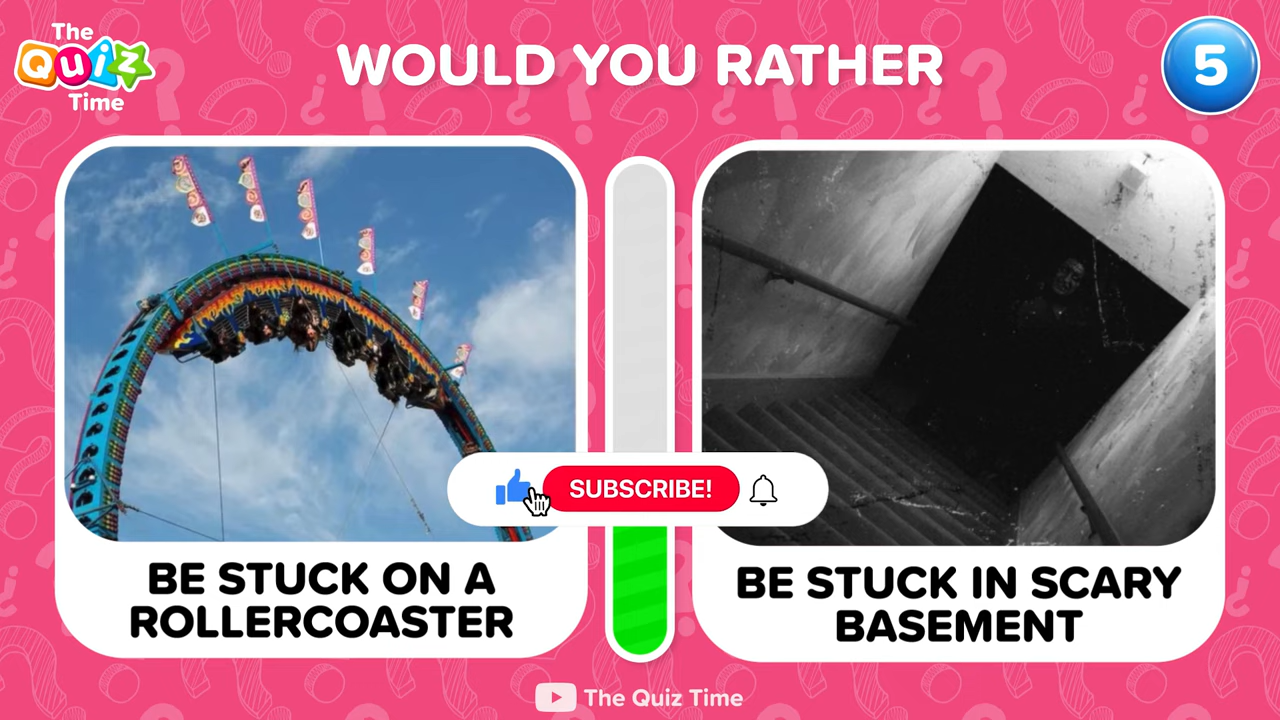 The
Quiz
Time
WOULD YOU RATHER
5
SUBSCRIBE!
BE STUCK ON A
ROLLERCOASTER
BE STUCK IN SCARY
BASEMENT
The Quiz Time